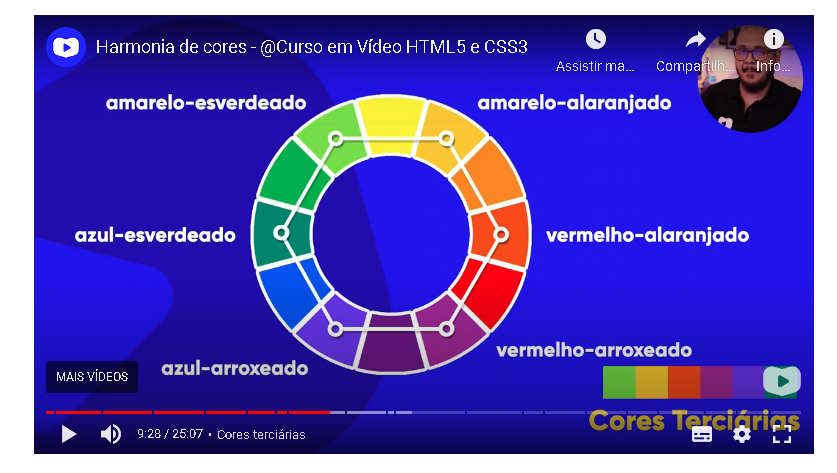 Harmonia de cores - @Curso em Vídeo HTML5 e CSS3
Assistir ma...
Compartilh...
Info...
amarelo-esverdeado
amarelo-alaranjado
azul-esverdeado
vermelho-alaranjado
azul-arroxeado
vermelho-arroxeado
MAIS VÍDEOS
Cores Terciárias
9:28 / 25:07 • Cores terciárias